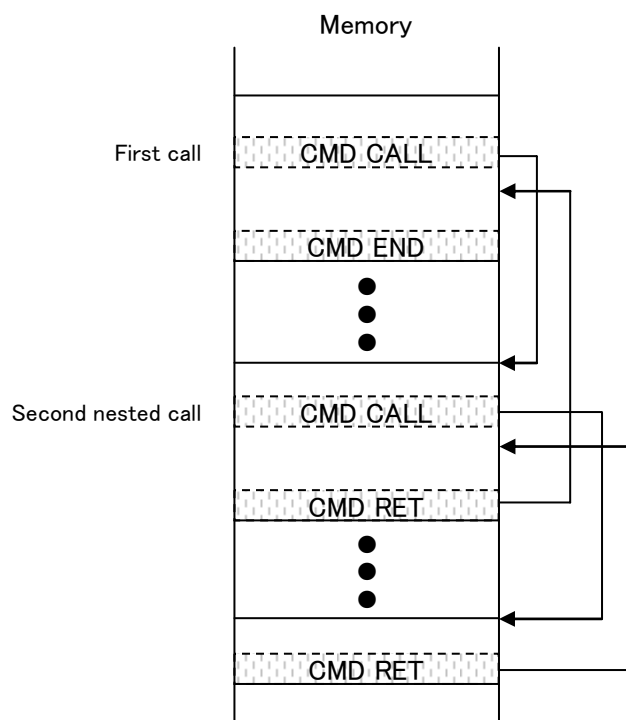 Memory
First call
CMD CALL
CMD END
Second nested call
CMD CALL
CMD RET
CMD RET